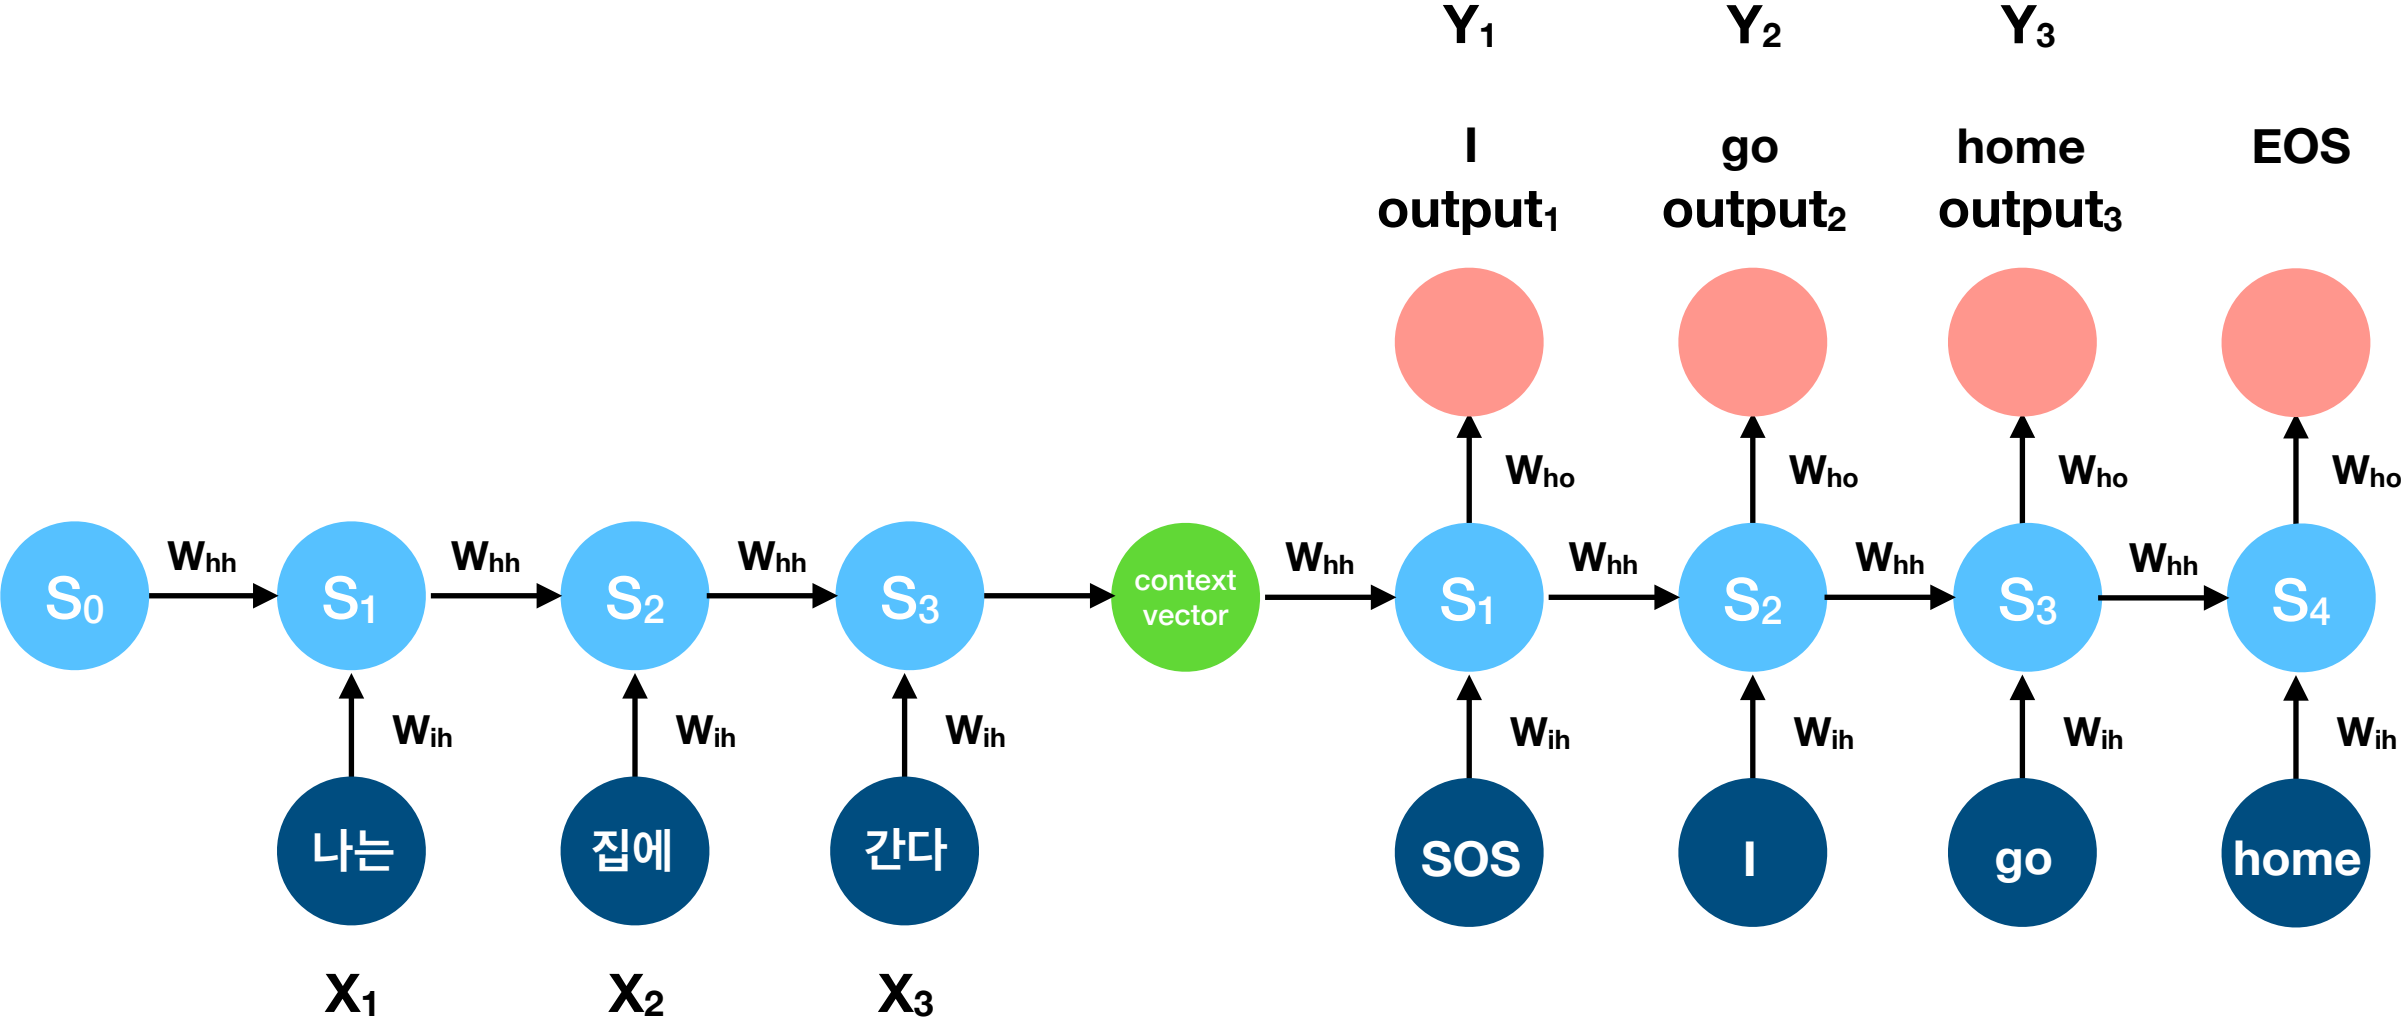 Y₁ Y₂ Y₃
I go home EOS
output₁ output₂ output₃
Who Who Who Who
Whh Whh Whh Whh Whh Whh Whh
S₀ S₁ S₂ S₃ context vector S₁ S₂ S₃ S₄
Wih Wih Wih Wih Wih Wih Wih
나는 집에 간다 SOS I go home
X₁ X₂ X₃